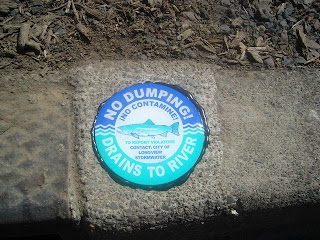 NO DUMPING!
¡NO CONTAMINE!
TO REPORT VIOLATIONS
CONTACT: CITY OF
LONGVIEW
STORMWATER
DRAINS TO RIVER